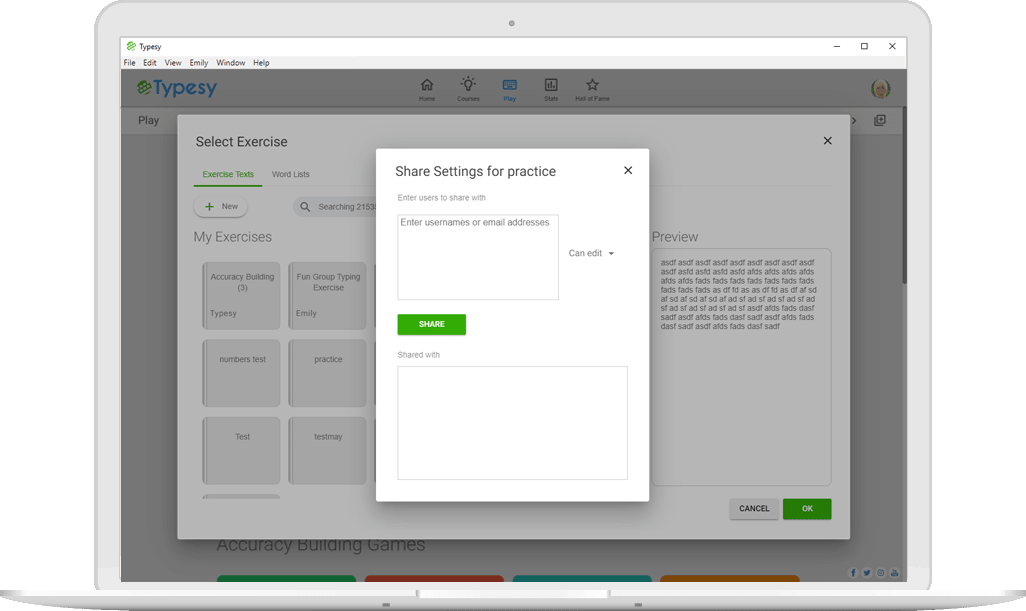 Typesy
File Edit View Emily Window Help
Typesy
Home
Courses
Play
Stats
Hall of Fame
Play
Select Exercise
Exercise Texts
Word Lists
+ New
Searching 2153
My Exercises
Accuracy Building
(3)
Typesy
Fun Group Typing
Exercise
Emily
numbers test
practice
Test
testmay
Share Settings for practice
Enter users to share with
Enter usernames or email addresses
Can edit
SHARE
Shared with
Preview
asdf asdf asdf asdf asdf asdf asdf asdf asdf
asdf asfd asfd asfd asfd afds afds afds afds
afds afds fads fads fads fads fads fads fads
fads fads fads as df fd as as df fd as df af sd
af sd af sd af sd af ad sf ad sf ad sf ad sf ad
sf ad sf ad sf ad sf ad sf asdf afds fads dasf
sadf asdf afds fads dasf sadf asdf afds fads
dasf sadf asdf afds fads dasf sadf
CANCEL
OK
Accuracy Building Games